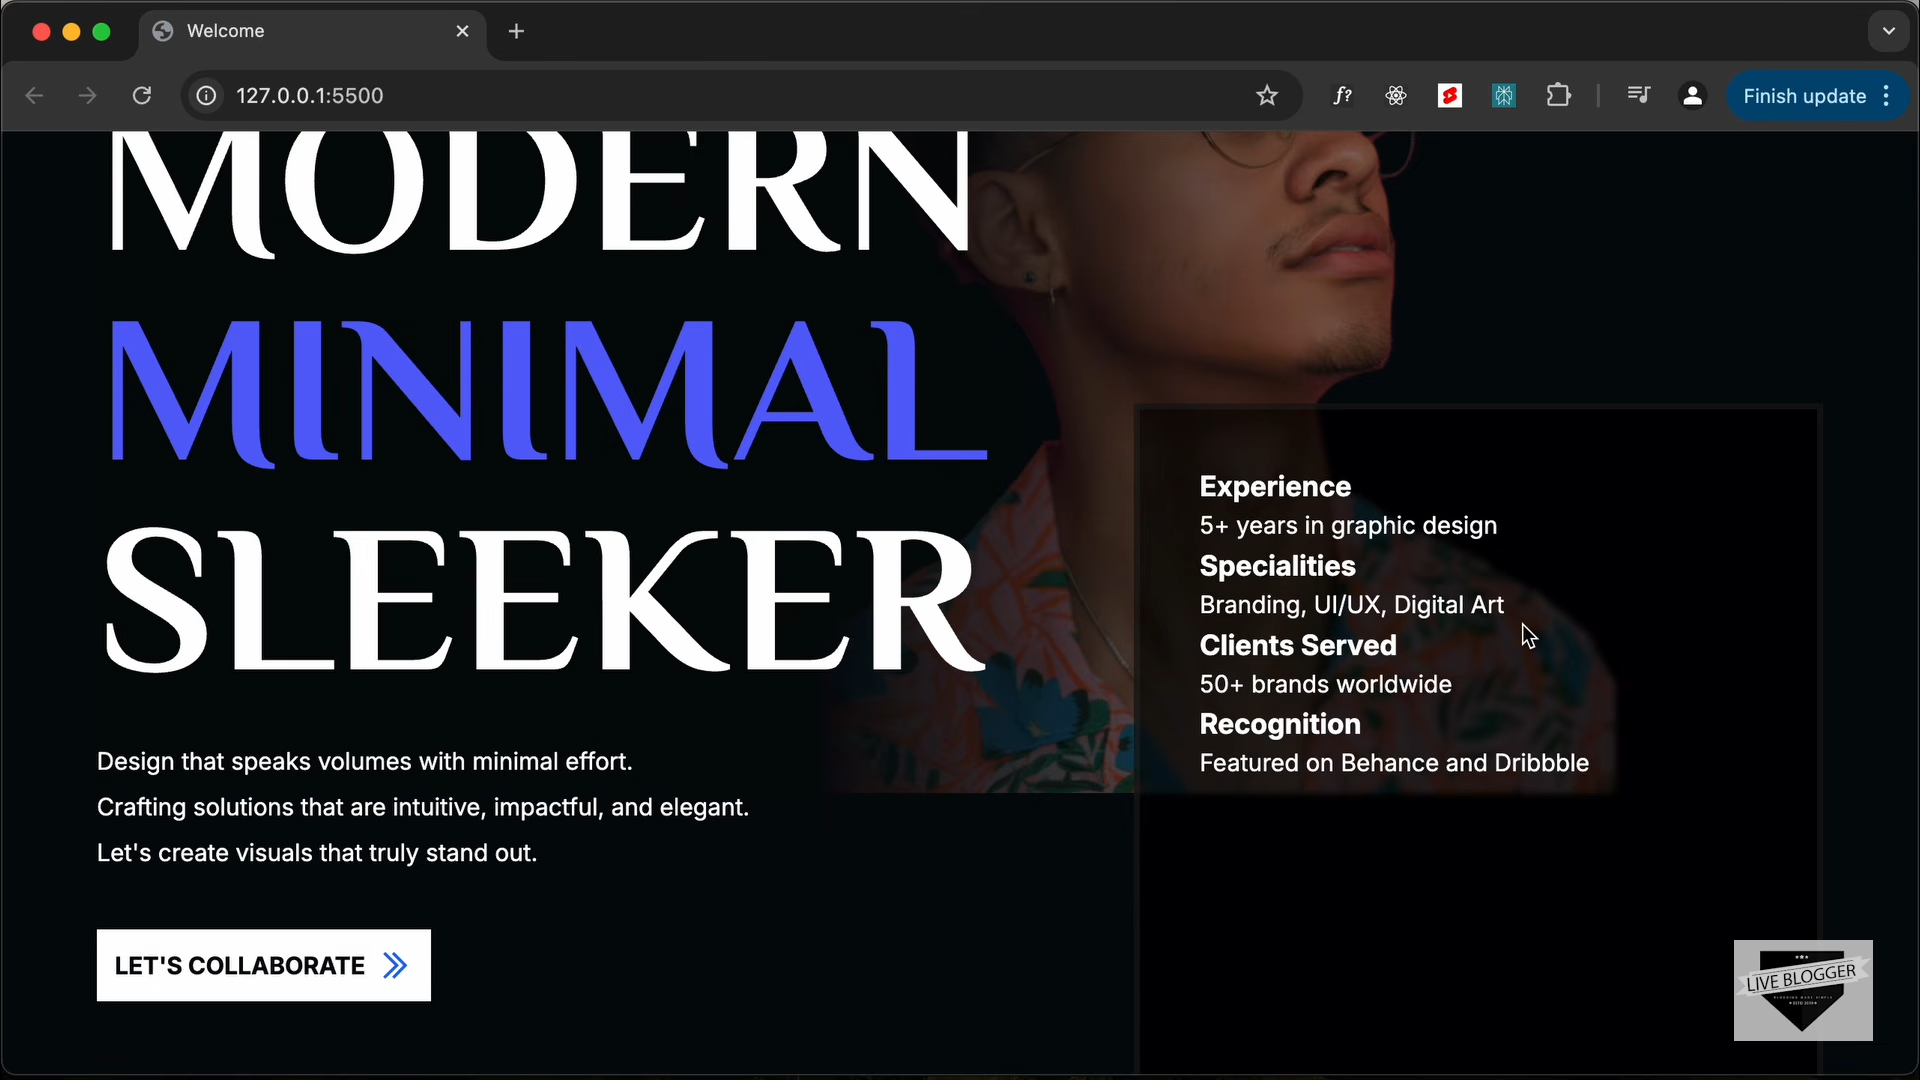 Welcome
127.0.0.1:5500
f?
Finish update
MODERN
MINIMAL
SLEEKER
Design that speaks volumes with minimal effort.
Crafting solutions that are intuitive, impactful, and elegant.
Let's create visuals that truly stand out.
LET'S COLLABORATE
Experience
5+ years in graphic design
Specialities
Branding, UI/UX, Digital Art
Clients Served
50+ brands worldwide
Recognition
Featured on Behance and Dribbble
LIVE BLOGGER